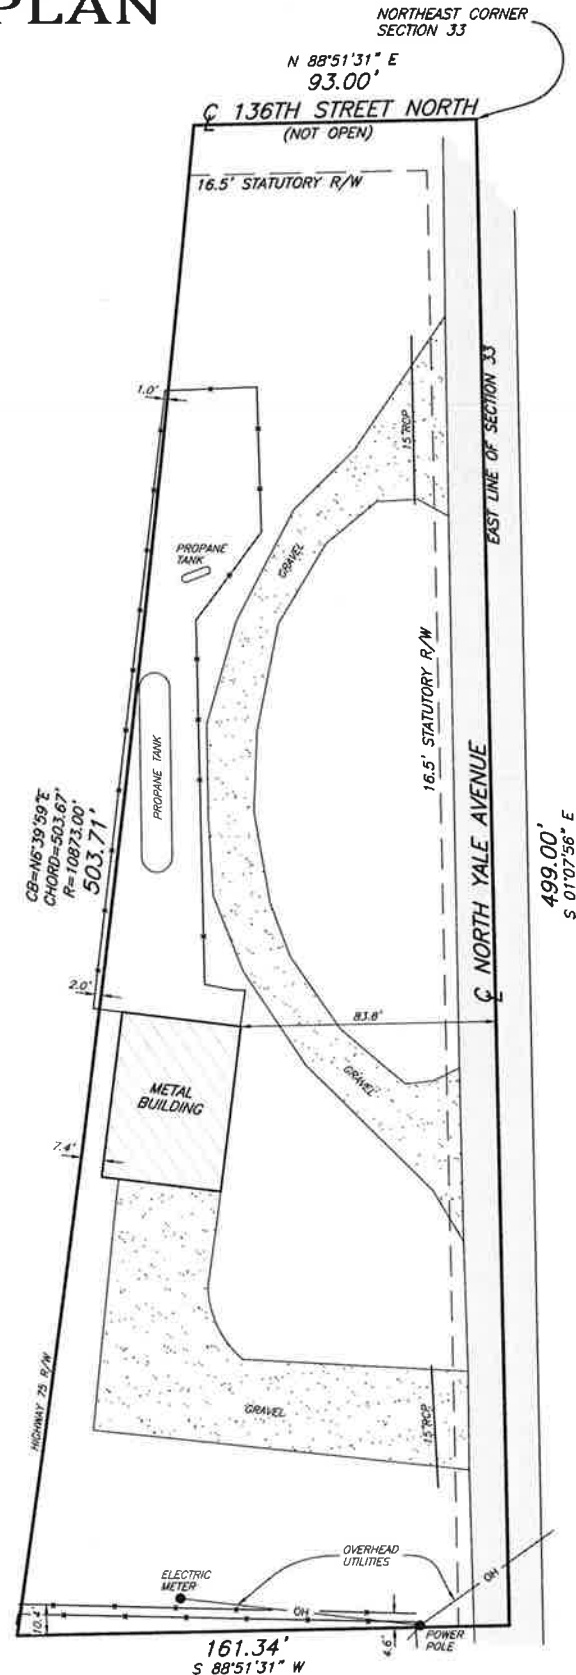 PLAN
NORTHEAST CORNER
SECTION 33
N 88°51'31" E
93.00'
℄ 136TH STREET NORTH
(NOT OPEN)
16.5' STATUTORY R/W
1.0'
15"RCP
EAST LINE OF SECTION 33
PROPANE
TANK
GRAVEL
16.5' STATUTORY R/W
PROPANE TANK
CB=N6°39'59"E
CHORD=503.67'
R=10873.00'
503.71'
℄ NORTH YALE AVENUE
499.00'
S 01°07'56" E
2.0'
83.8'
METAL
BUILDING
GRAVEL
7.4'
HIGHWAY 75 R/W
GRAVEL
15"RCP
OVERHEAD
UTILITIES
ELECTRIC
METER
OH
OH
10.4'
4.6'
POWER
POLE
161.34'
S 88°51'31" W